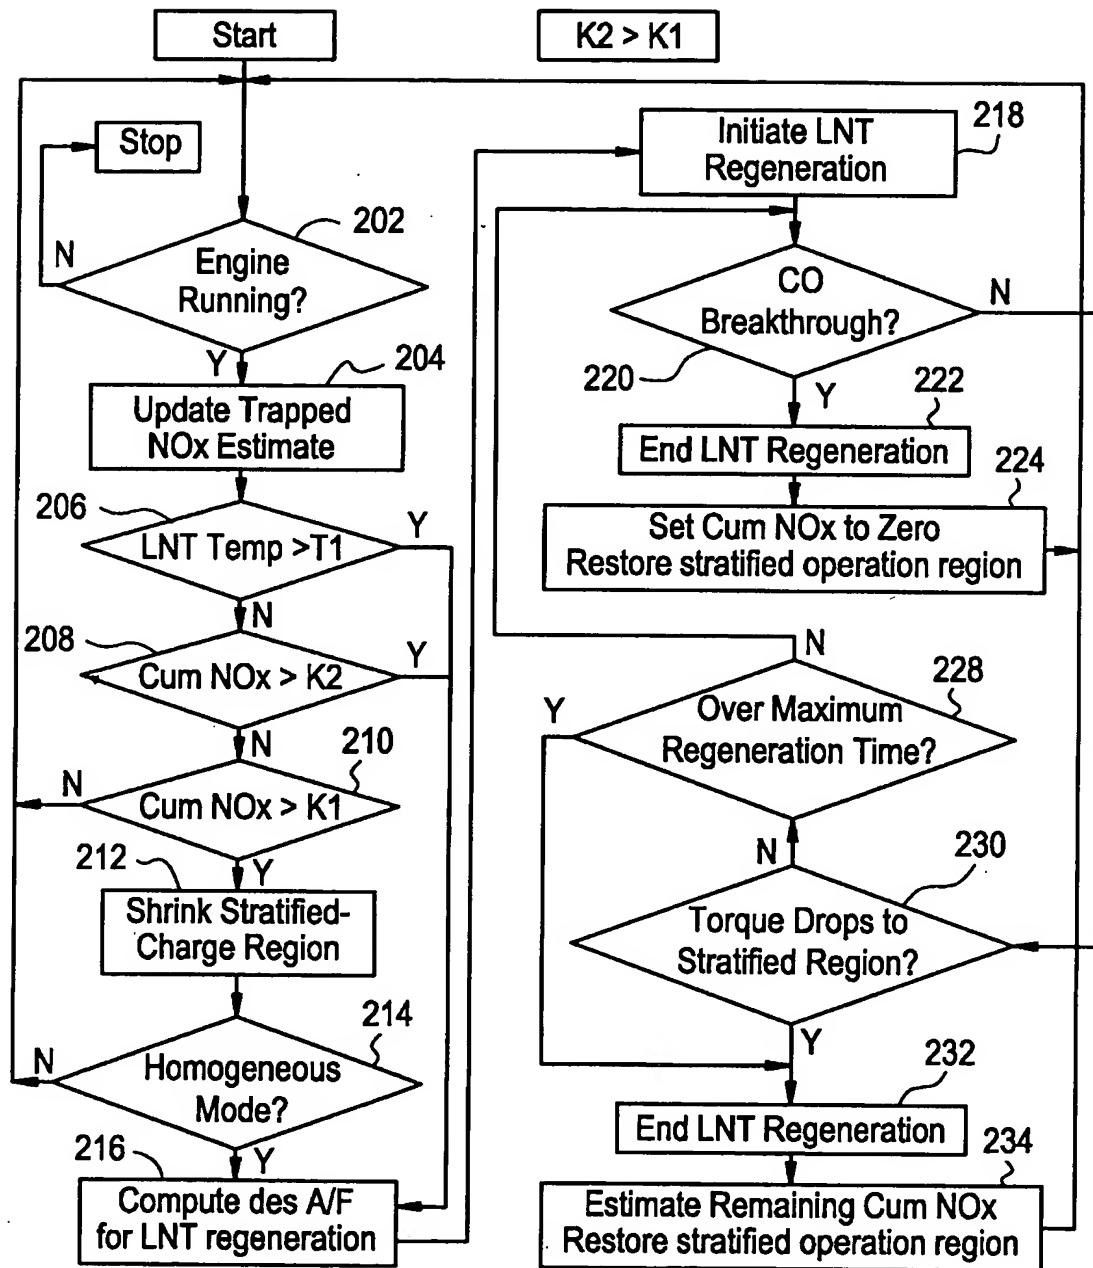 Start
K2 > K1
Stop
N
202
Engine
Running?
Y
204
Update Trapped
NOx Estimate
206
Y
LNT Temp >T1
N
208
Y
Cum NOx > K2
N
210
N
Cum NOx > K1
212
Y
Shrink Stratified-
Charge Region
214
N
Homogeneous
Mode?
216
Y
Compute des A/F
for LNT regeneration
218
Initiate LNT
Regeneration
CO
Breakthrough?
N
220
Y
222
End LNT Regeneration
224
Set Cum NOx to Zero
Restore stratified operation region
N
228
Y
Over Maximum
Regeneration Time?
N
230
Torque Drops to
Stratified Region?
Y
232
End LNT Regeneration
234
Estimate Remaining Cum NOx
Restore stratified operation region